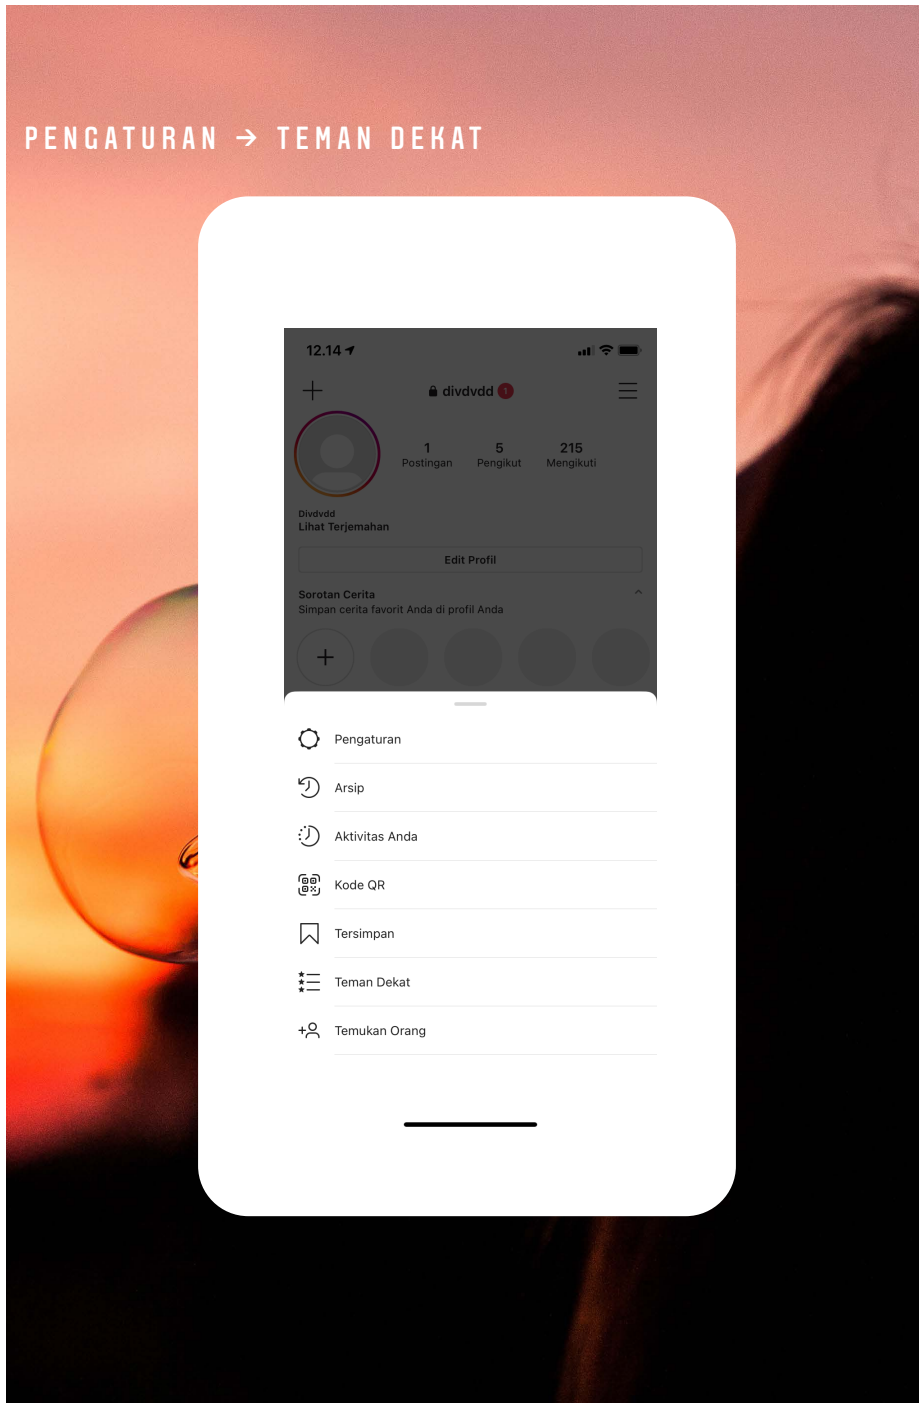 PENGATURAN → TEMAN DEKAT
12.14
divdvdd 1
1 5 215
Postingan Pengikut Mengikuti
Divdvdd
Lihat Terjemahan
Edit Profil
Sorotan Cerita
Simpan cerita favorit Anda di profil Anda
Pengaturan
Arsip
Aktivitas Anda
Kode QR
Tersimpan
Teman Dekat
Temukan Orang